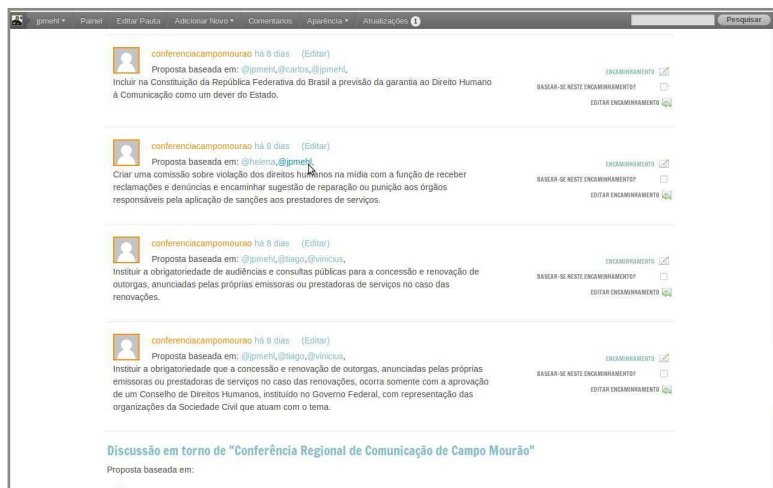 jpmehl Painel Editar Pauta Adicionar Novo Comentários Aparência Atualizações 1 Pesquisar
conferenciacampomourao há 8 dias (Editar)
Proposta baseada em: @jpmehl,@carlos,@jpmehl,
Incluir na Constituição da República Federativa do Brasil a previsão da garantia ao Direito Humano
à Comunicação como um dever do Estado.
ENCAMINHAMENTO
BASEAR-SE NESTE ENCAMINHAMENTO?
EDITAR ENCAMINHAMENTO
conferenciacampomourao há 8 dias (Editar)
Proposta baseada em: @helena,@jpmehl,
Criar uma comissão sobre violação dos direitos humanos na mídia com a função de receber
reclamações e denúncias e encaminhar sugestão de reparação ou punição aos órgãos
responsáveis pela aplicação de sanções aos prestadores de serviços.
ENCAMINHAMENTO
BASEAR-SE NESTE ENCAMINHAMENTO?
EDITAR ENCAMINHAMENTO
conferenciacampomourao há 8 dias (Editar)
Proposta baseada em: @jpmehl,@tiago,@vinicius,
Instituir a obrigatoriedade de audiências e consultas públicas para a concessão e renovação de
outorgas, anunciadas pelas próprias emissoras ou prestadoras de serviços no caso das
renovações.
ENCAMINHAMENTO
BASEAR-SE NESTE ENCAMINHAMENTO?
EDITAR ENCAMINHAMENTO
conferenciacampomourao há 8 dias (Editar)
Proposta baseada em: @jpmehl,@tiago,@vinicius,
Instituir a obrigatoriedade que a concessão e renovação de outorgas, anunciadas pelas próprias
emissoras ou prestadoras de serviços no caso das renovações, ocorra somente com a aprovação
de um Conselho de Direitos Humanos, instituído no Governo Federal, com representação das
organizações da Sociedade Civil que atuam com o tema.
ENCAMINHAMENTO
BASEAR-SE NESTE ENCAMINHAMENTO?
EDITAR ENCAMINHAMENTO
Discussão em torno de "Conferência Regional de Comunicação de Campo Mourão"
Proposta baseada em: